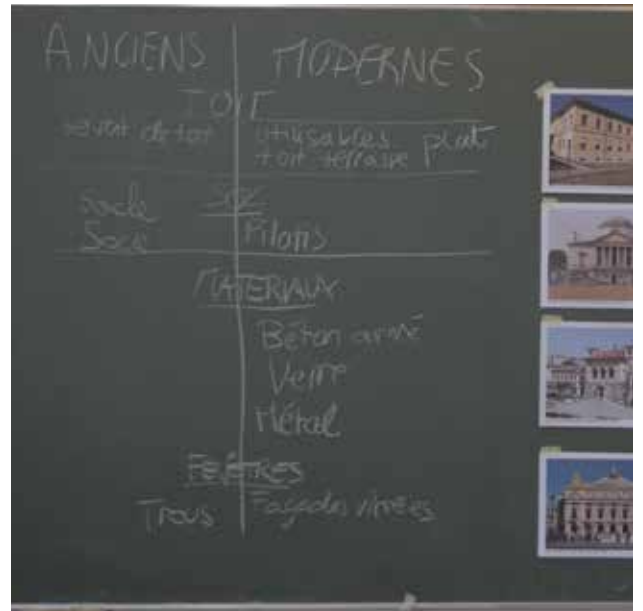 ANCIENS MODERNES
TOIT
utilisables plat
toit terrasse
socle SOL
Socle Pilotis
MATERIAUX
Béton armé
Verre
Métal
FENÊTRES
Trous Façades vitrées